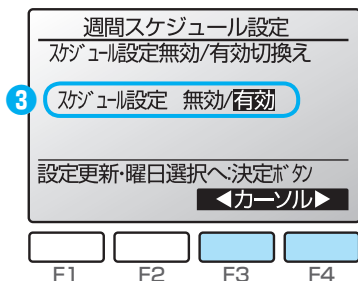 週間スケジュール設定
スケジュール設定無効/有効切換え
3 スケジュール設定 無効/有効
設定更新・曜日選択へ:決定ボタン
◀カーソル▶
F1 F2 F3 F4